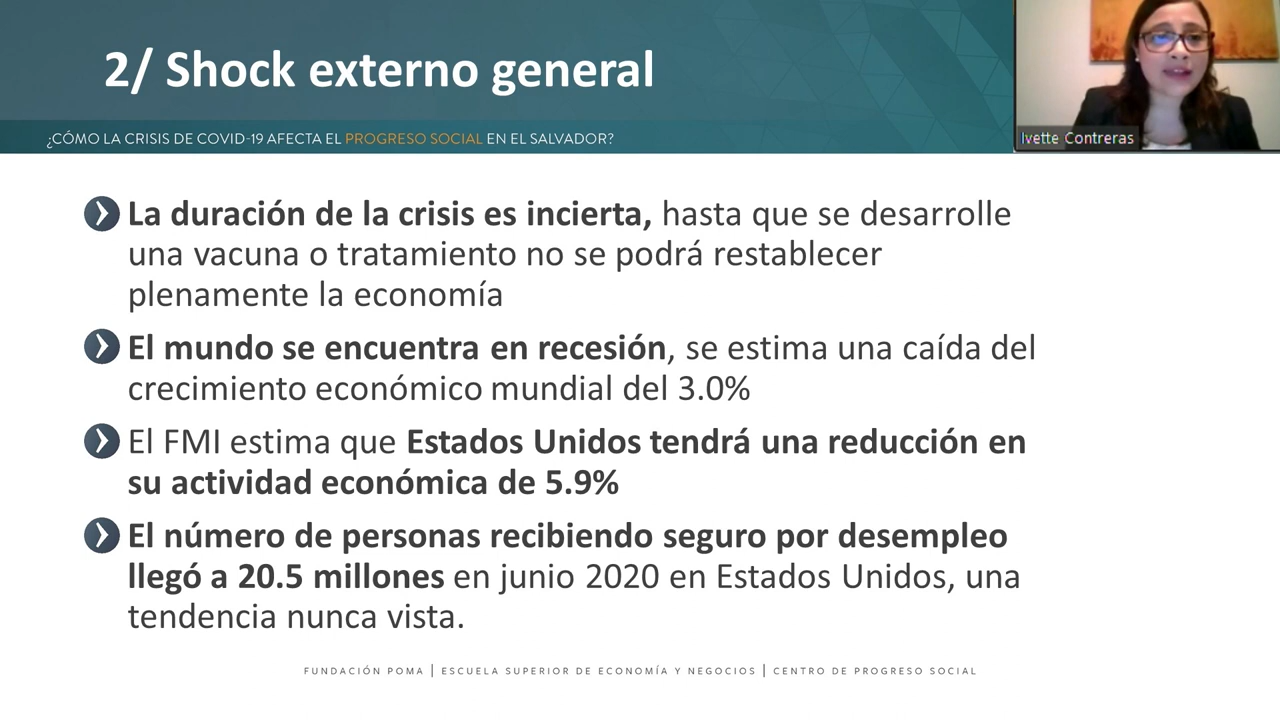 2/ Shock externo general
¿CÓMO LA CRISIS DE COVID-19 AFECTA EL PROGRESO SOCIAL EN EL SALVADOR?
Ivette Contreras
La duración de la crisis es incierta, hasta que se desarrolle
una vacuna o tratamiento no se podrá restablecer
plenamente la economía
El mundo se encuentra en recesión, se estima una caída del
crecimiento económico mundial del 3.0%
El FMI estima que Estados Unidos tendrá una reducción en
su actividad económica de 5.9%
El número de personas recibiendo seguro por desempleo
llegó a 20.5 millones en junio 2020 en Estados Unidos, una
tendencia nunca vista.
FUNDACIÓN POMA | ESCUELA SUPERIOR DE ECONOMÍA Y NEGOCIOS | CENTRO DE PROGRESO SOCIAL